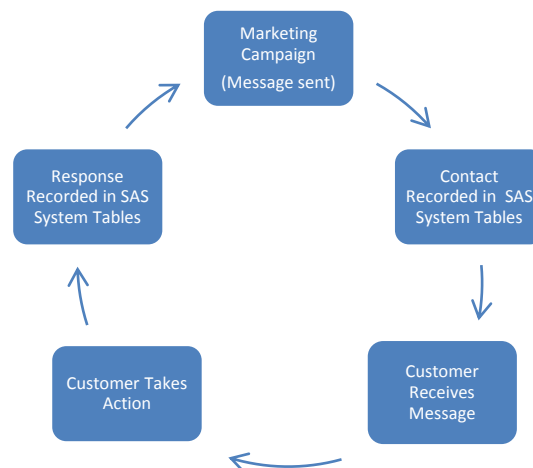 Marketing
Campaign
(Message sent)
Contact
Recorded in SAS
System Tables
Customer
Receives
Message
Customer Takes
Action
Response
Recorded in SAS
System Tables